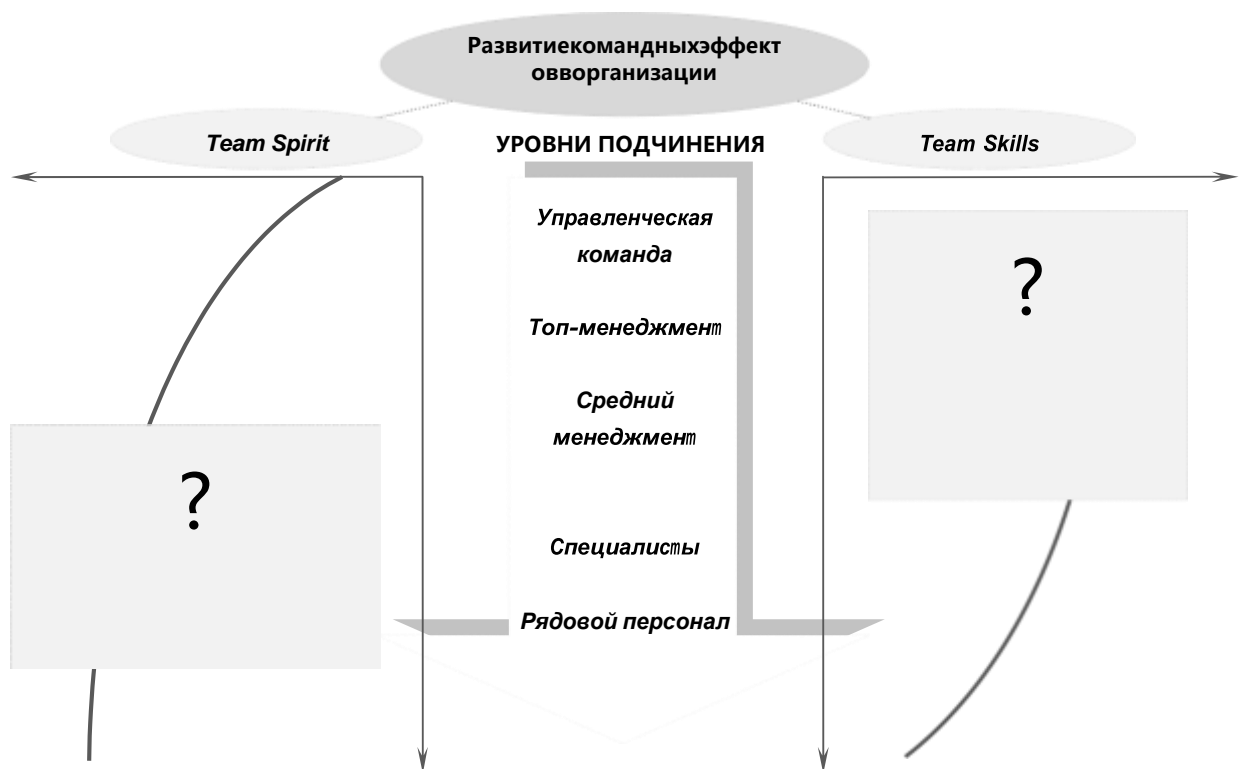 Развитиекомандныхэффект
овворганизации
Team Spirit
УРОВНИ ПОДЧИНЕНИЯ
Team Skills
Управленческая
команда
?
Топ-менеджмент
Средний
менеджмент
?
Специалисты
Рядовой персонал